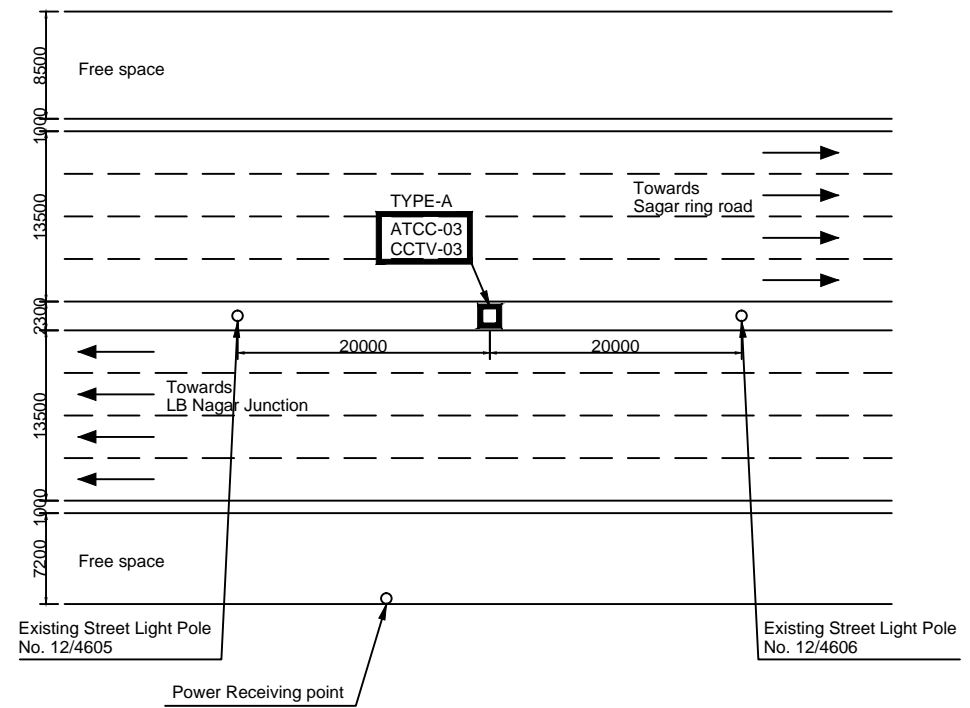 8500
Free space
1000
13500
TYPE-A
ATCC-03
CCTV-03
Towards
Sagar ring road
2300
20000
20000
13500
Towards
LB Nagar Junction
1000
7200
Free space
Existing Street Light Pole
No. 12/4605
Existing Street Light Pole
No. 12/4606
Power Receiving point